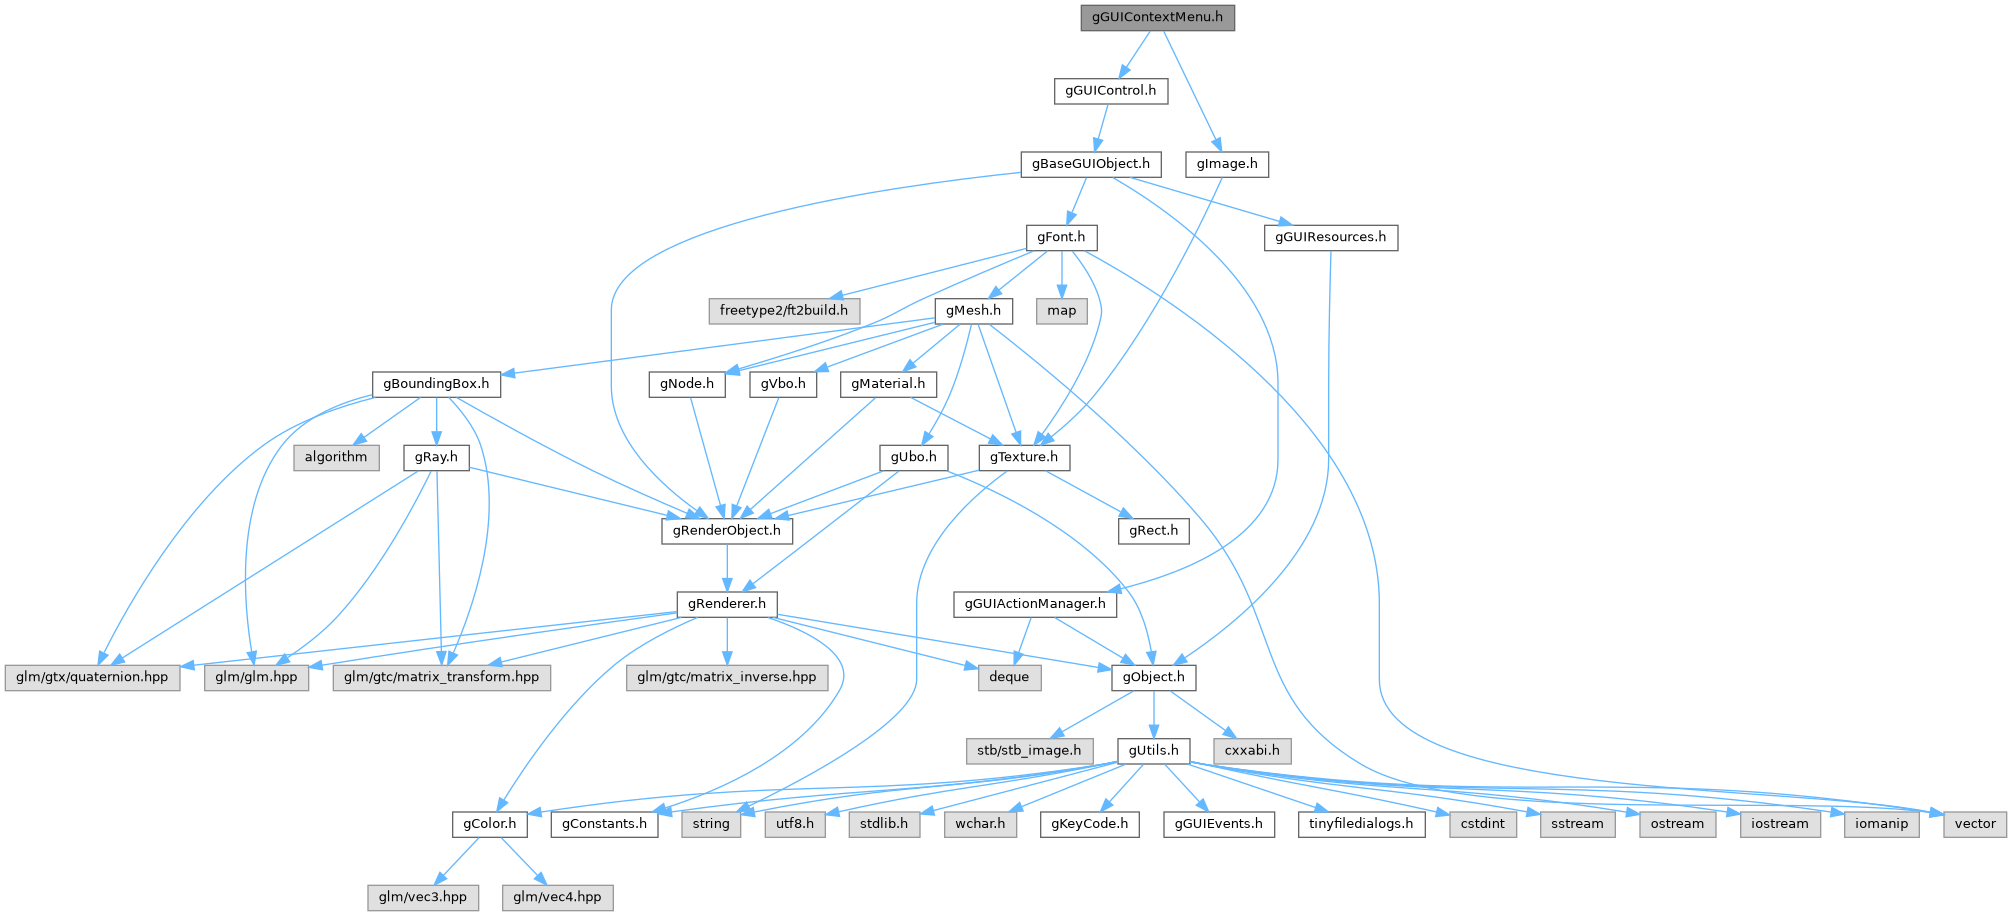 gGUIContextMenu.h
gGUIControl.h
gBaseGUIObject.h
gImage.h
gFont.h
gGUIResources.h
freetype2/ft2build.h
gMesh.h
map
gBoundingBox.h
gNode.h
gVbo.h
gMaterial.h
algorithm
gRay.h
gUbo.h
gTexture.h
gRenderObject.h
gRect.h
gRenderer.h
gGUIActionManager.h
glm/gtx/quaternion.hpp
glm/glm.hpp
glm/gtc/matrix_transform.hpp
glm/gtc/matrix_inverse.hpp
deque
gObject.h
stb/stb_image.h
gUtils.h
cxxabi.h
gColor.h
gConstants.h
string
utf8.h
stdlib.h
wchar.h
gKeyCode.h
gGUIEvents.h
tinyfiledialogs.h
cstdint
sstream
ostream
iostream
iomanip
vector
glm/vec3.hpp
glm/vec4.hpp